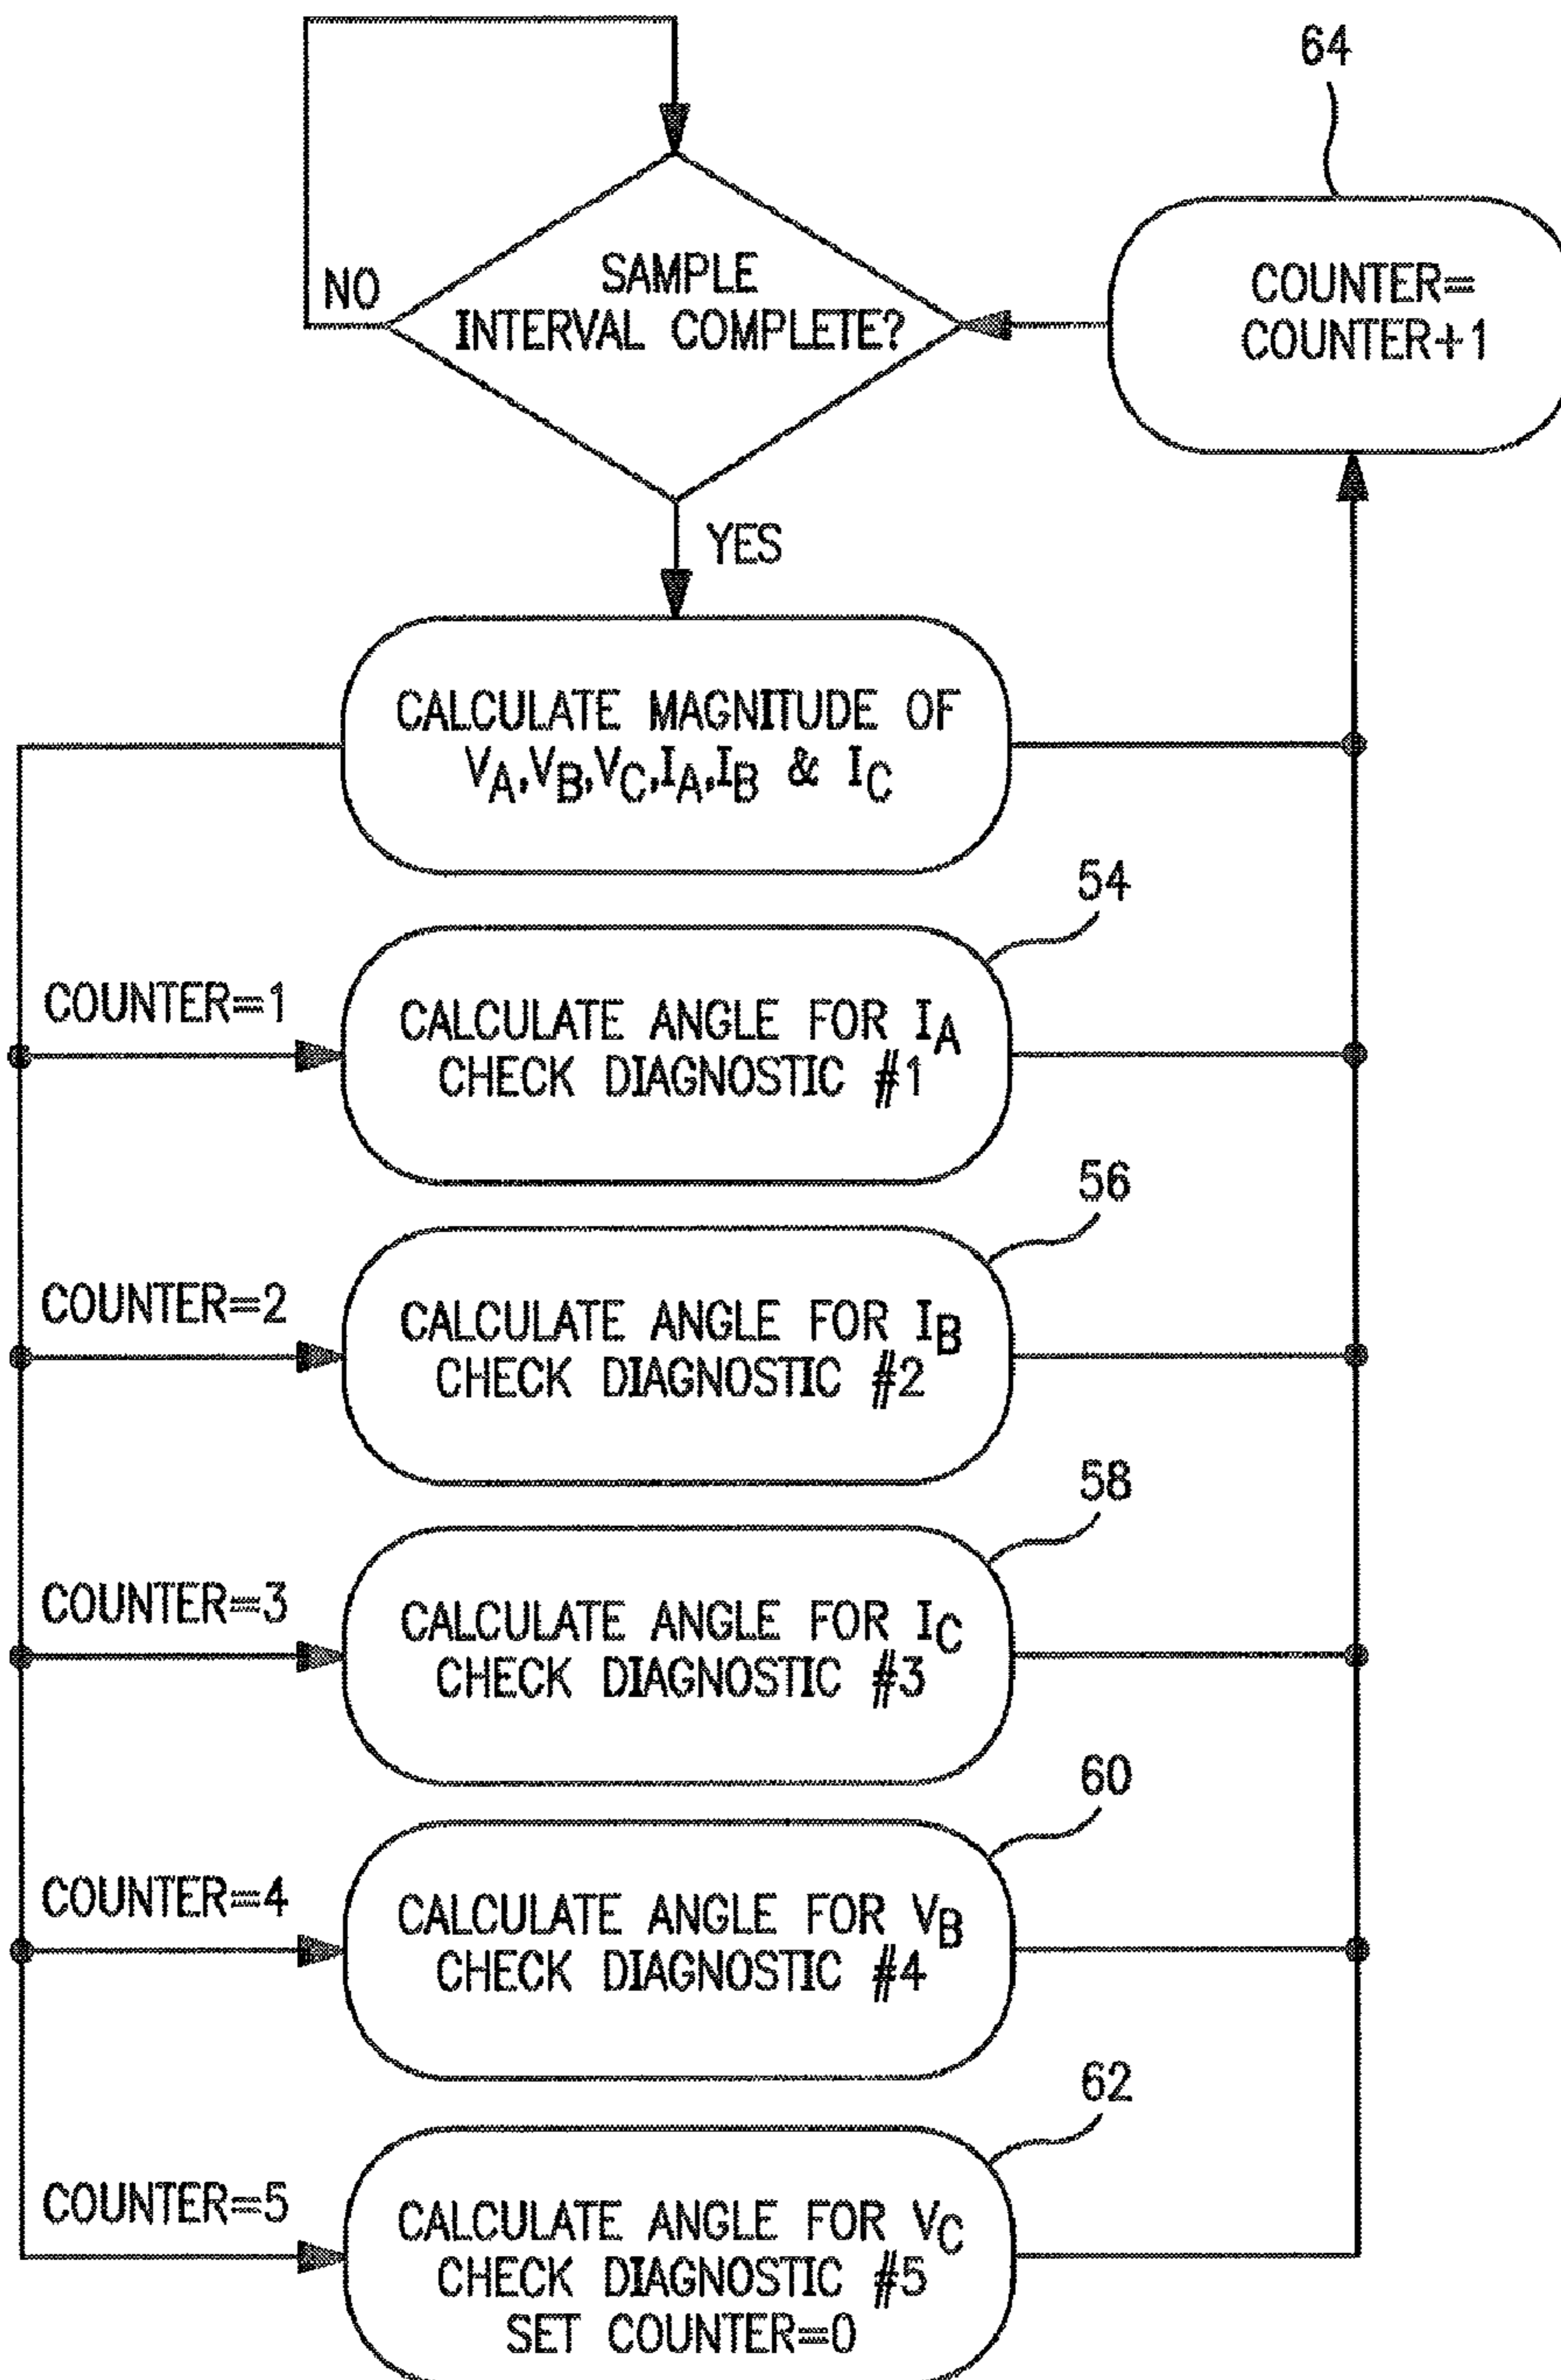 64
SAMPLE
INTERVAL COMPLETE?
NO
COUNTER=
COUNTER+1
YES
CALCULATE MAGNITUDE OF
VA,VB,VC,IA,IB & IC
54
COUNTER=1
CALCULATE ANGLE FOR IA
CHECK DIAGNOSTIC #1
56
COUNTER=2
CALCULATE ANGLE FOR IB
CHECK DIAGNOSTIC #2
58
COUNTER=3
CALCULATE ANGLE FOR IC
CHECK DIAGNOSTIC #3
60
COUNTER=4
CALCULATE ANGLE FOR VB
CHECK DIAGNOSTIC #4
62
COUNTER=5
CALCULATE ANGLE FOR VC
CHECK DIAGNOSTIC #5
SET COUNTER=0